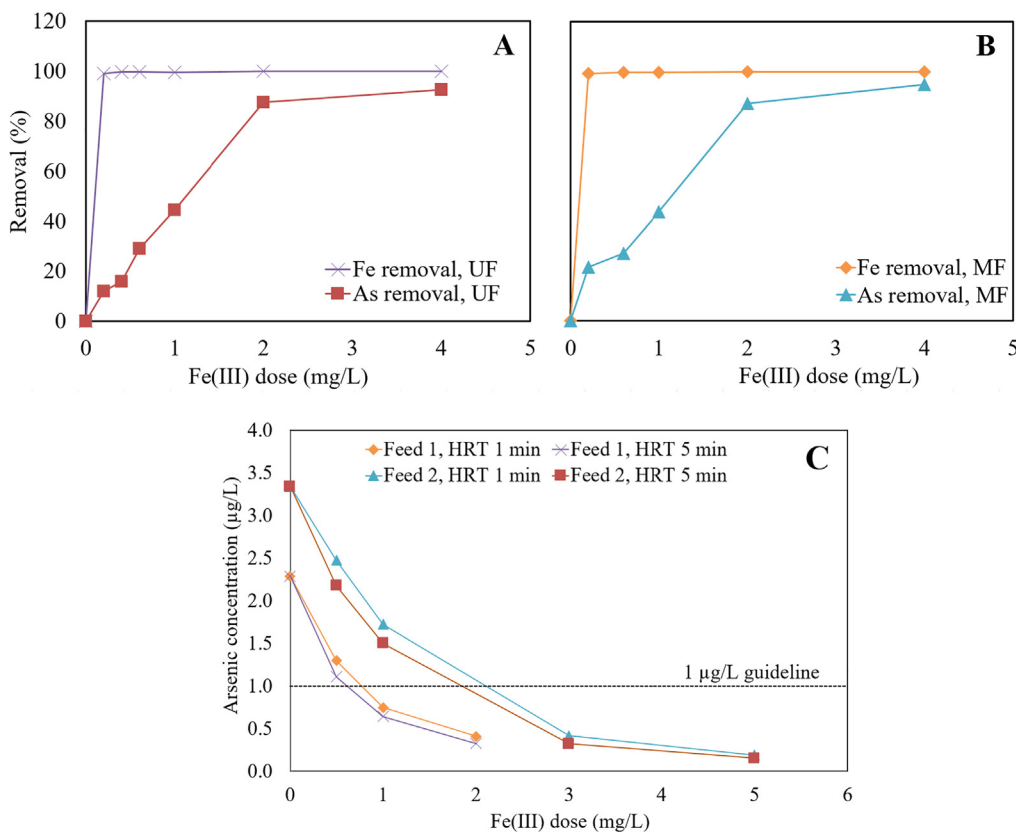 120
100
80
60
40
20
0
Removal (%)
A
Fe removal, UF
As removal, UF
0 1 2 3 4 5
Fe(III) dose (mg/L)
B
Fe removal, MF
As removal, MF
0 1 2 3 4 5
Fe(III) dose (mg/L)
4.0
3.5
3.0
2.5
2.0
1.5
1.0
0.5
0.0
Arsenic concentration (µg/L)
Feed 1, HRT 1 min Feed 1, HRT 5 min
Feed 2, HRT 1 min Feed 2, HRT 5 min
C
1 µg/L guideline
0 1 2 3 4 5 6
Fe(III) dose (mg/L)